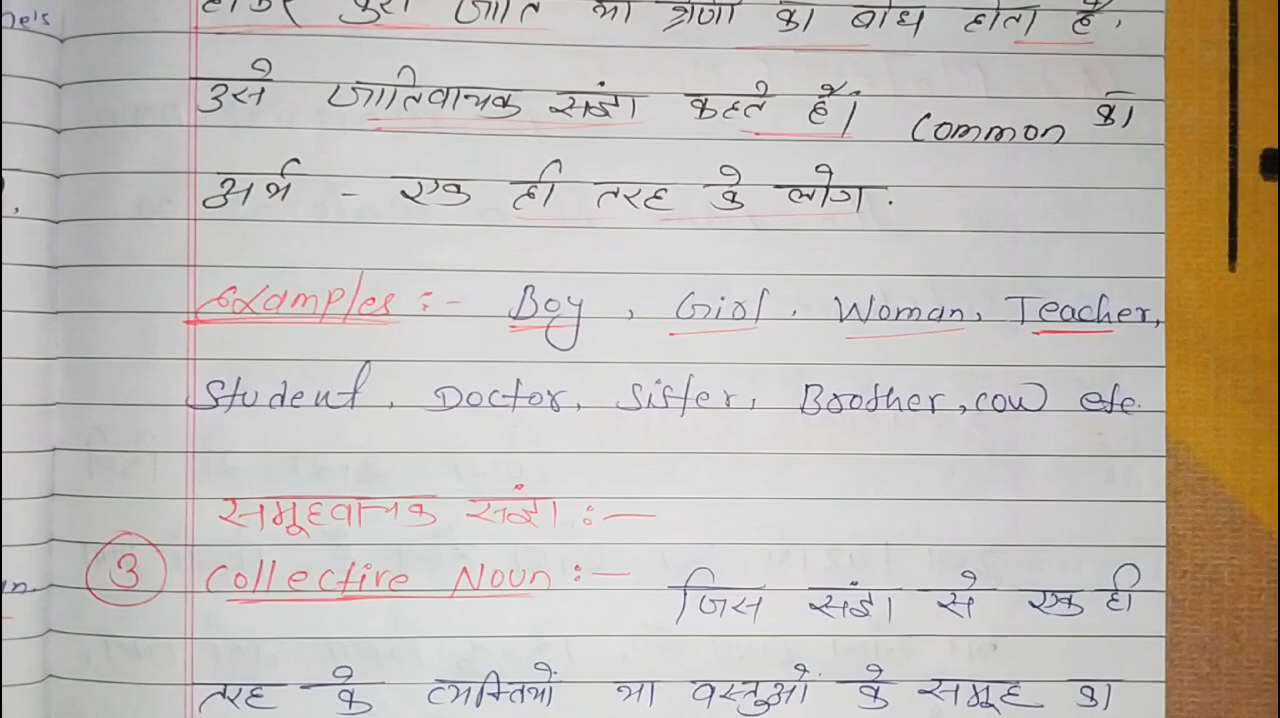 होकर पुरी जाति या श्रेणी का बोध होता है.
उसे जातिवाचक संज्ञा कहते हैं। Common का
अर्थ - एक ही तरह के लोग.
Examples :- Boy, Girl, Woman, Teacher,
Student, Doctor, Sister, Brother, cow etc.
समूहवाचक संज्ञा :—
3 Collective Noun :— जिस संज्ञा से एक ही
तरह के व्यक्तियों या वस्तुओं के समूह का